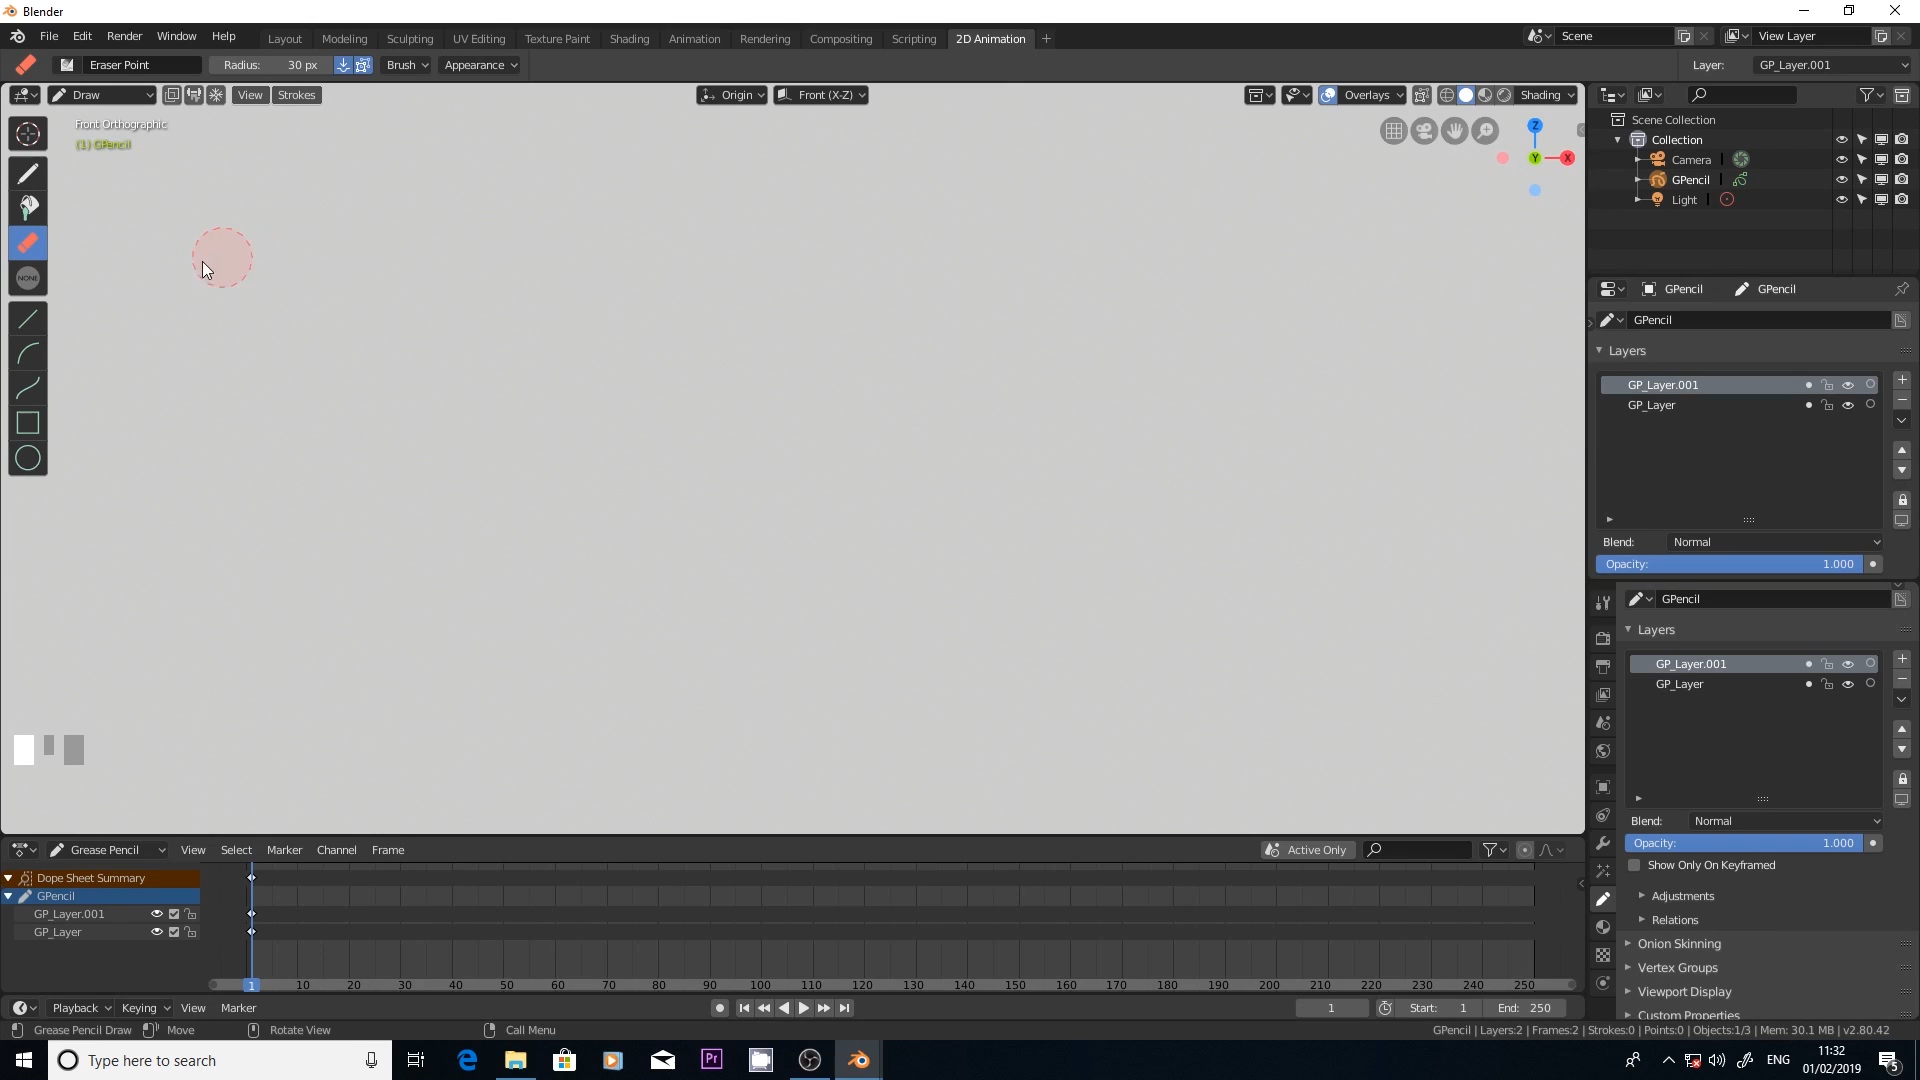 Blender
File Edit Render Window Help Layout Modeling Sculpting UV Editing Texture Paint Shading Animation Rendering Compositing Scripting 2D Animation + Scene View Layer
Eraser Point Radius: 30 px Brush Appearance Layer: GP_Layer.001
Draw View Strokes Origin Front (X-Z) Overlays Shading
Front Orthographic
(1) GPencil
Z
Y X
NONE
Scene Collection
Collection
Camera
GPencil
Light
GPencil GPencil
GPencil
Layers
GP_Layer.001
GP_Layer
Blend: Normal
Opacity: 1.000
GPencil
Layers
GP_Layer.001
GP_Layer
Blend: Normal
Opacity: 1.000
Show Only On Keyframed
Adjustments
Relations
Onion Skinning
Vertex Groups
Viewport Display
Custom Properties
Grease Pencil View Select Marker Channel Frame Active Only
Dope Sheet Summary
GPencil
GP_Layer.001
GP_Layer
1 10 20 30 40 50 60 70 80 90 100 110 120 130 140 150 160 170 180 190 200 210 220 230 240 250
Playback Keying View Marker 1 Start: 1 End: 250
Grease Pencil Draw Move Rotate View Call Menu GPencil | Layers:2 | Frames:2 | Strokes:0 | Points:0 | Objects:1/3 | Mem: 30.1 MB | v2.80.42
Type here to search Pr ENG 11:32
01/02/2019 5